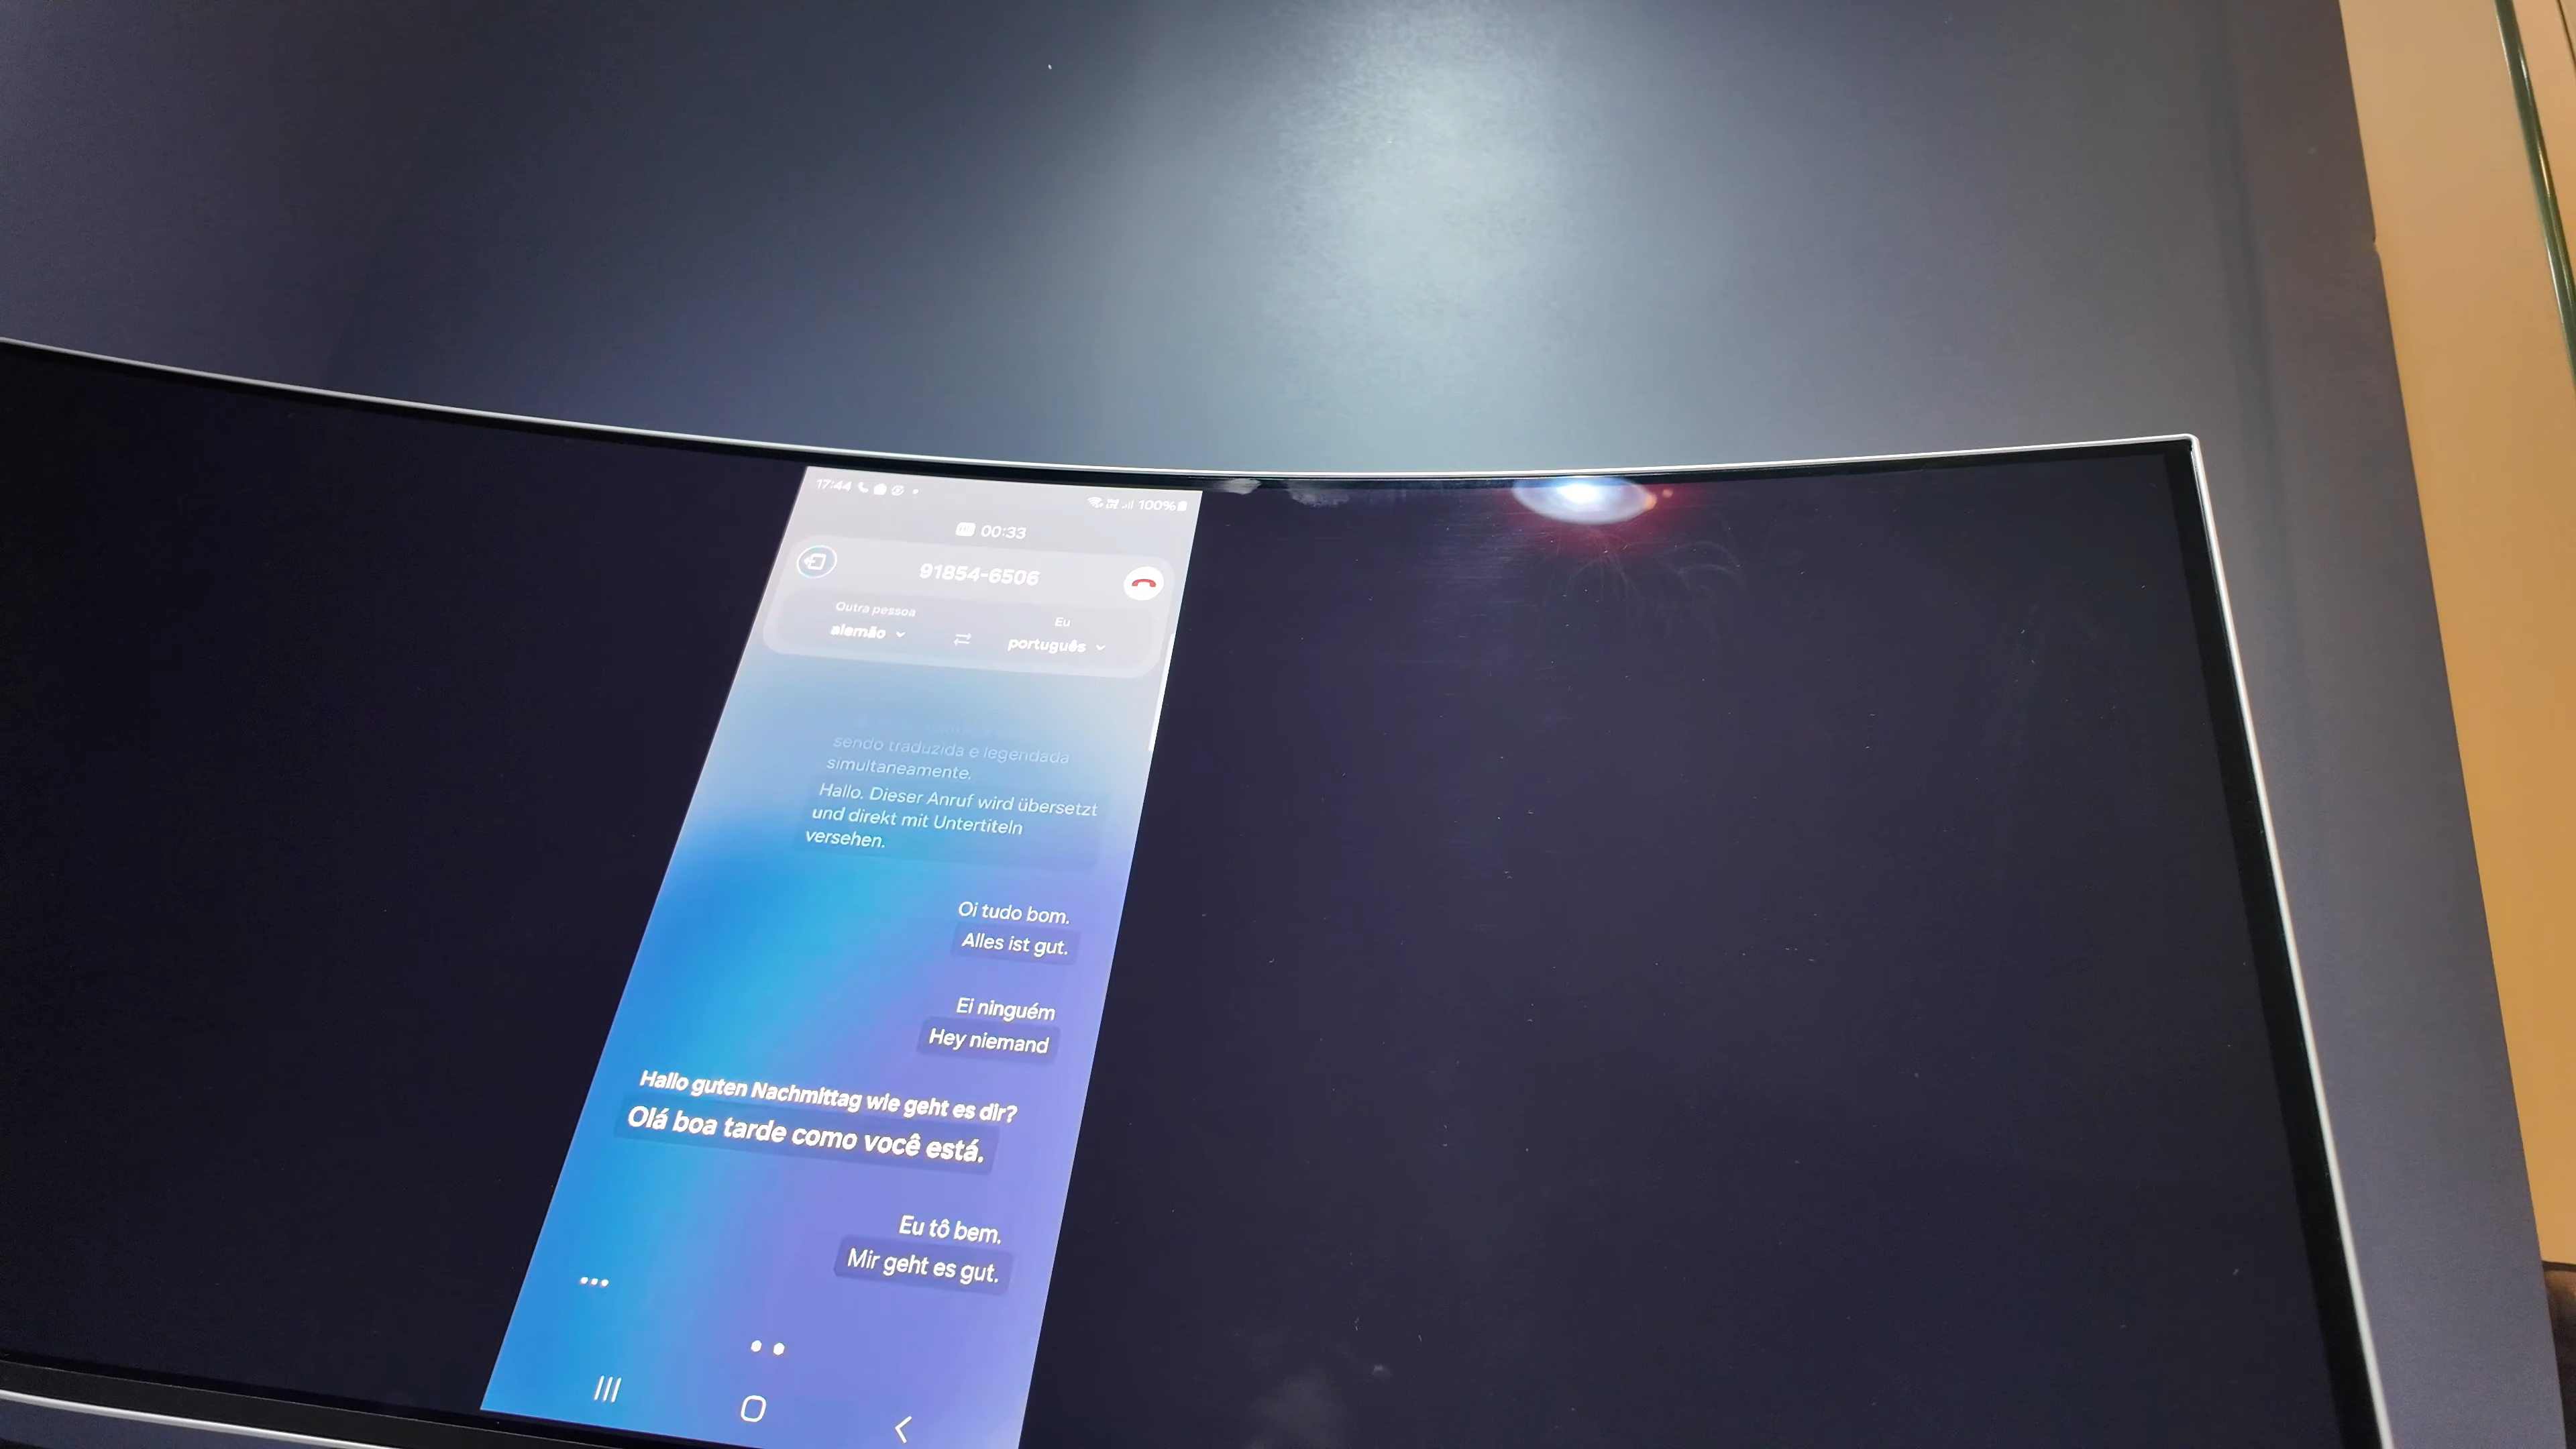 17:44
100%
00:33
91854-6506
Outra pessoa
Eu
alemão
português
sendo traduzida e legendada
simultaneamente.
Hallo. Dieser Anruf wird übersetzt
und direkt mit Untertiteln
versehen.
Oi tudo bom.
Alles ist gut.
Ei ninguém
Hey niemand
Hallo guten Nachmittag wie geht es dir?
Olá boa tarde como você está.
Eu tô bem.
Mir geht es gut.